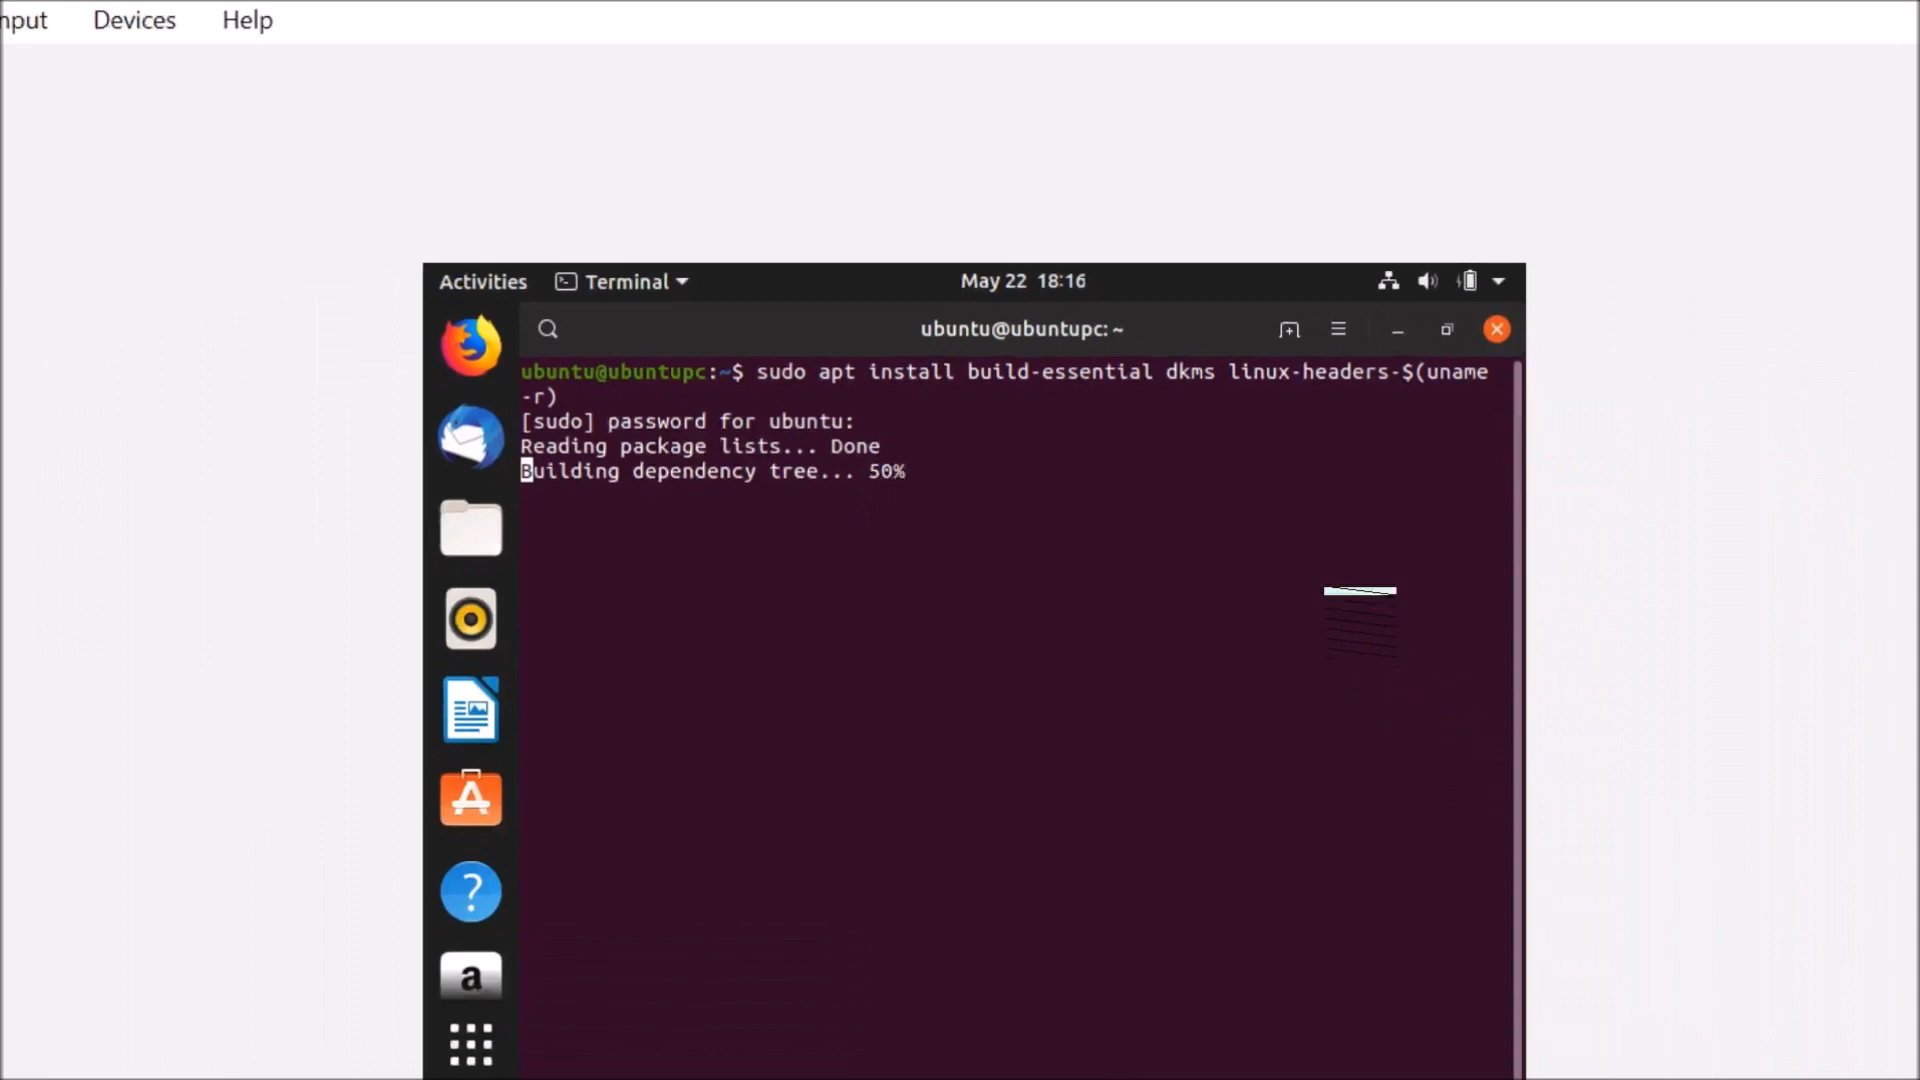 Devices Help
Activities Terminal May 22 18:16
ubuntu@ubuntupc: ~
ubuntu@ubuntupc:~$ sudo apt install build-essential dkms linux-headers-$(uname
-r)
[sudo] password for ubuntu:
Reading package lists... Done
Building dependency tree... 50%